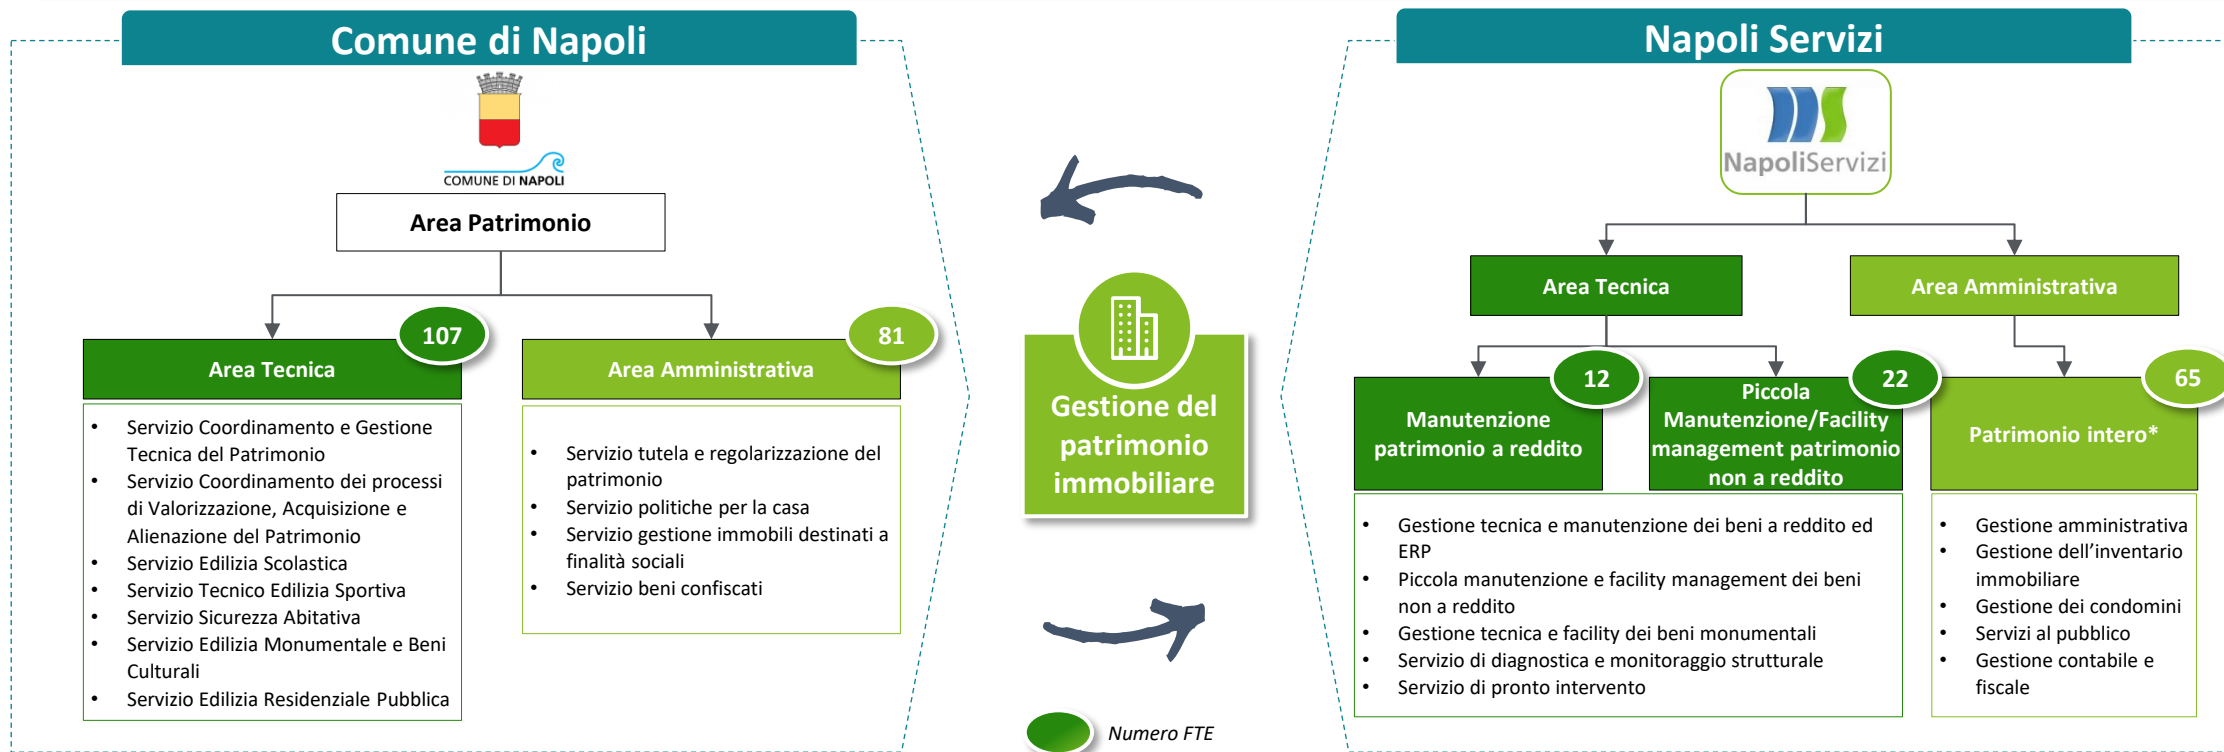 Comune di Napoli
COMUNE DI NAPOLI
Area Patrimonio
107
Area Tecnica
• Servizio Coordinamento e Gestione
Tecnica del Patrimonio
• Servizio Coordinamento dei processi
di Valorizzazione, Acquisizione e
Alienazione del Patrimonio
• Servizio Edilizia Scolastica
• Servizio Tecnico Edilizia Sportiva
• Servizio Sicurezza Abitativa
• Servizio Edilizia Monumentale e Beni
Culturali
• Servizio Edilizia Residenziale Pubblica
81
Area Amministrativa
• Servizio tutela e regolarizzazione del
patrimonio
• Servizio politiche per la casa
• Servizio gestione immobili destinati a
finalità sociali
• Servizio beni confiscati
Gestione del
patrimonio
immobiliare
Numero FTE
Napoli Servizi
NapoliServizi
Area Tecnica
Area Amministrativa
12
Manutenzione
patrimonio a reddito
22
Piccola
Manutenzione/Facility
management patrimonio
non a reddito
65
Patrimonio intero*
• Gestione tecnica e manutenzione dei beni a reddito ed
ERP
• Piccola manutenzione e facility management dei beni
non a reddito
• Gestione tecnica e facility dei beni monumentali
• Servizio di diagnostica e monitoraggio strutturale
• Servizio di pronto intervento
• Gestione amministrativa
• Gestione dell’inventario
immobiliare
• Gestione dei condomini
• Servizi al pubblico
• Gestione contabile e
fiscale